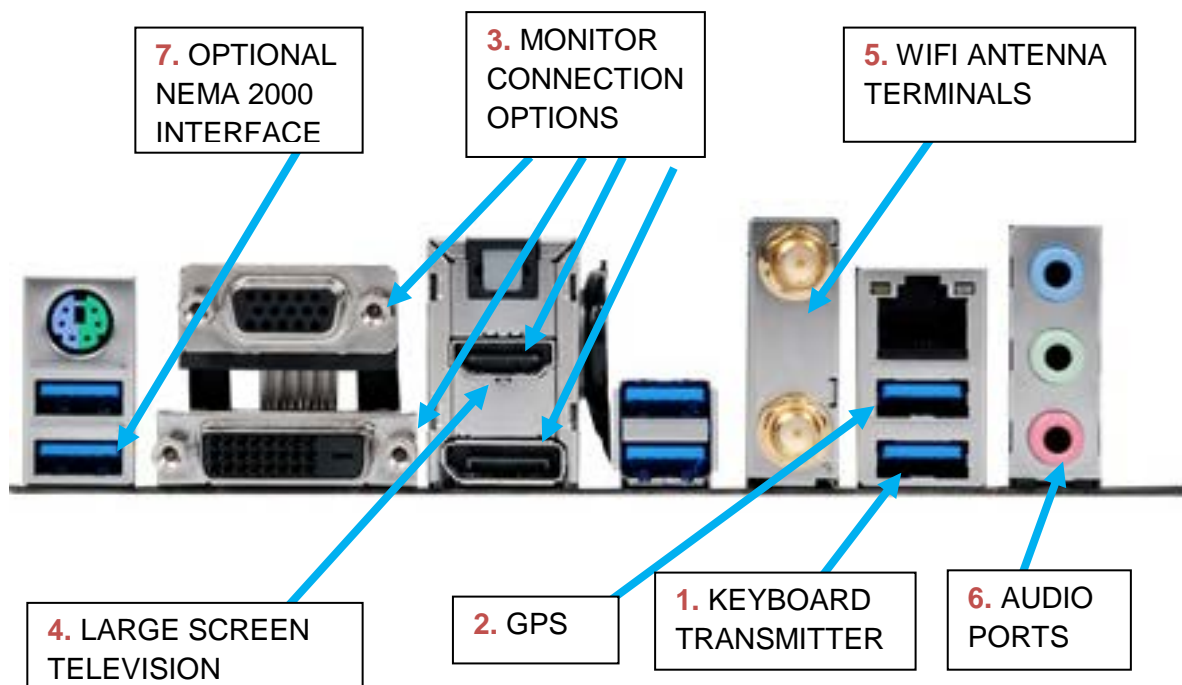 7. OPTIONAL
NEMA 2000
INTERFACE
3. MONITOR
CONNECTION
OPTIONS
5. WIFI ANTENNA
TERMINALS
4. LARGE SCREEN
TELEVISION
2. GPS
1. KEYBOARD
TRANSMITTER
6. AUDIO
PORTS